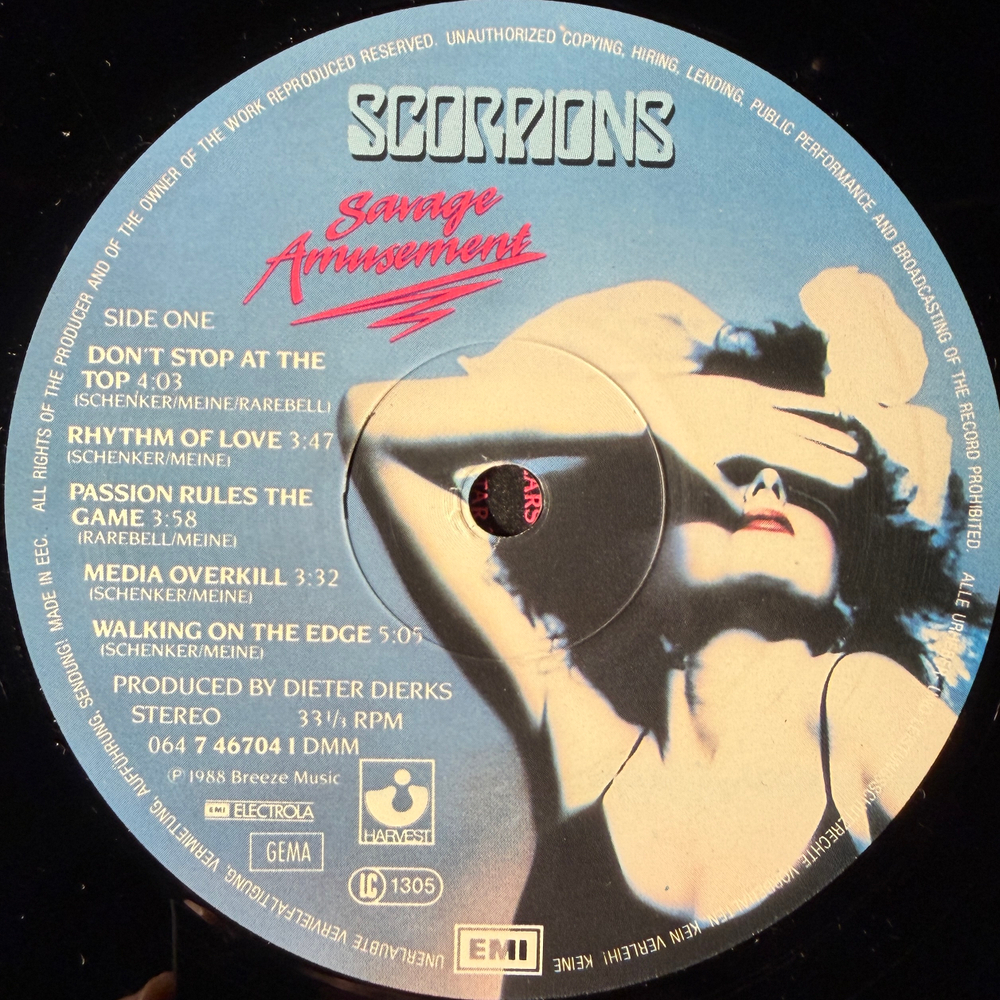 SCORPIONS
Savage
Amusement
SIDE ONE
DON'T STOP AT THE
TOP 4:03
(SCHENKER/MEINE/RAREBELL)
RHYTHM OF LOVE 3:47
(SCHENKER/MEINE)
PASSION RULES THE
GAME 3:58
(RAREBELL/MEINE)
MEDIA OVERKILL 3:32
(SCHENKER/MEINE)
WALKING ON THE EDGE 5:05
(SCHENKER/MEINE)
PRODUCED BY DIETER DIERKS
STEREO 33 1/3 RPM
064 7 46704 1 DMM
℗ 1988 Breeze Music
EMI ELECTROLA
GEMA
HARVEST
LC 1305
EMI
ALL RIGHTS OF THE PRODUCER AND OF THE OWNER OF THE WORK REPRODUCED RESERVED. UNAUTHORIZED COPYING, HIRING, LENDING, PUBLIC PERFORMANCE AND BROADCASTING OF THE RECORD PROHIBITED. ALLE VORBEHALTEN. KEIN VERLEIH! KEINE UNERLAUBTE VERVIELFÄLTIGUNG, VERMIETUNG, AUFFÜHRUNG, SENDUNG! MADE IN EEC.